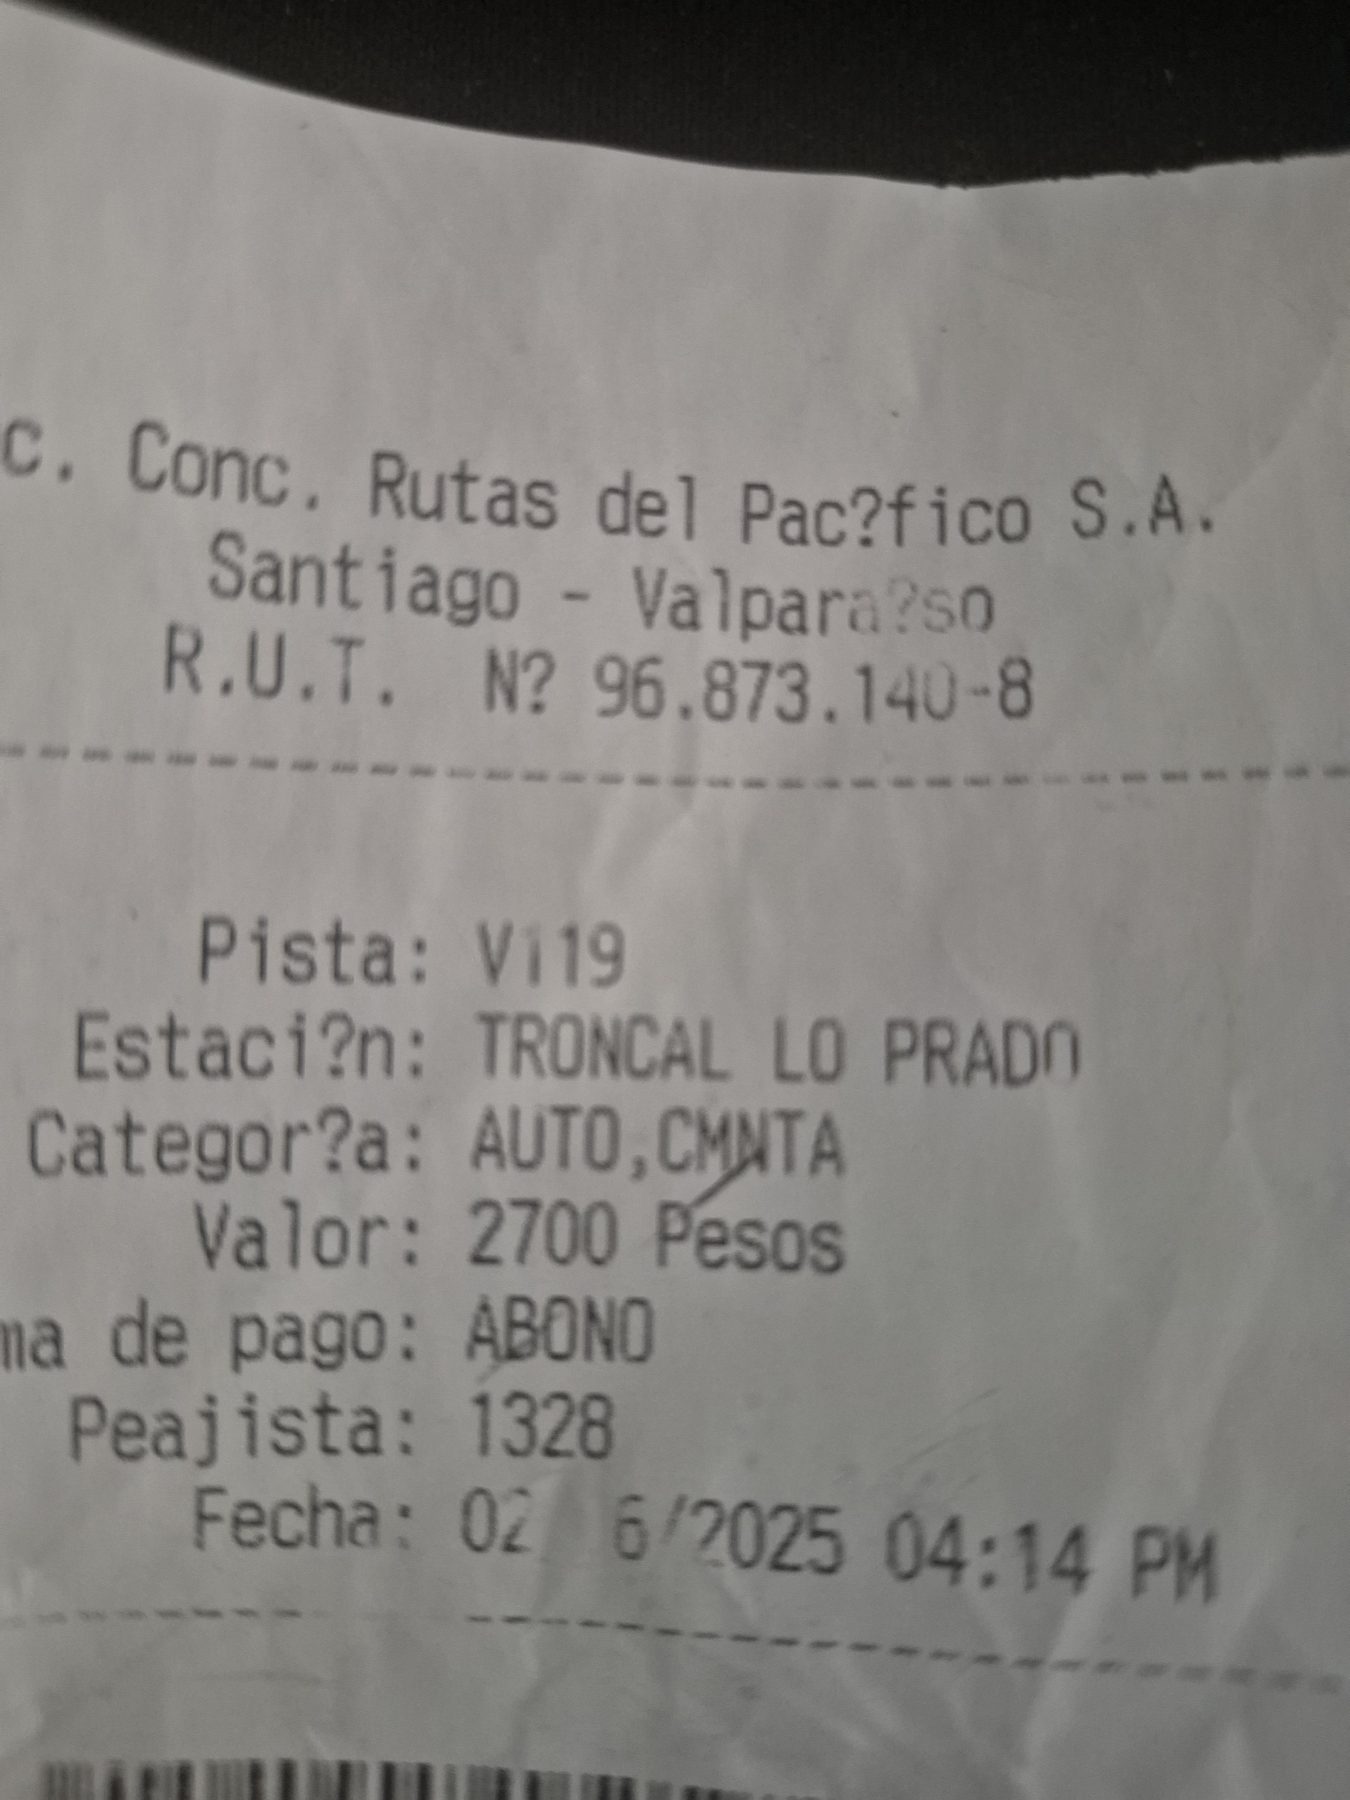 C. Conc. Rutas del Pac?fico S.A.
Santiago - Valpara?so
R.U.T. N? 96.873.140-8
Pista: Vi19
Estaci?n: TRONCAL LO PRADO
Categor?a: AUTO,CMNTA
Valor: 2700 Pesos
ma de pago: ABONO
Peajista: 1328
Fecha: 02 6/2025 04:14 PM